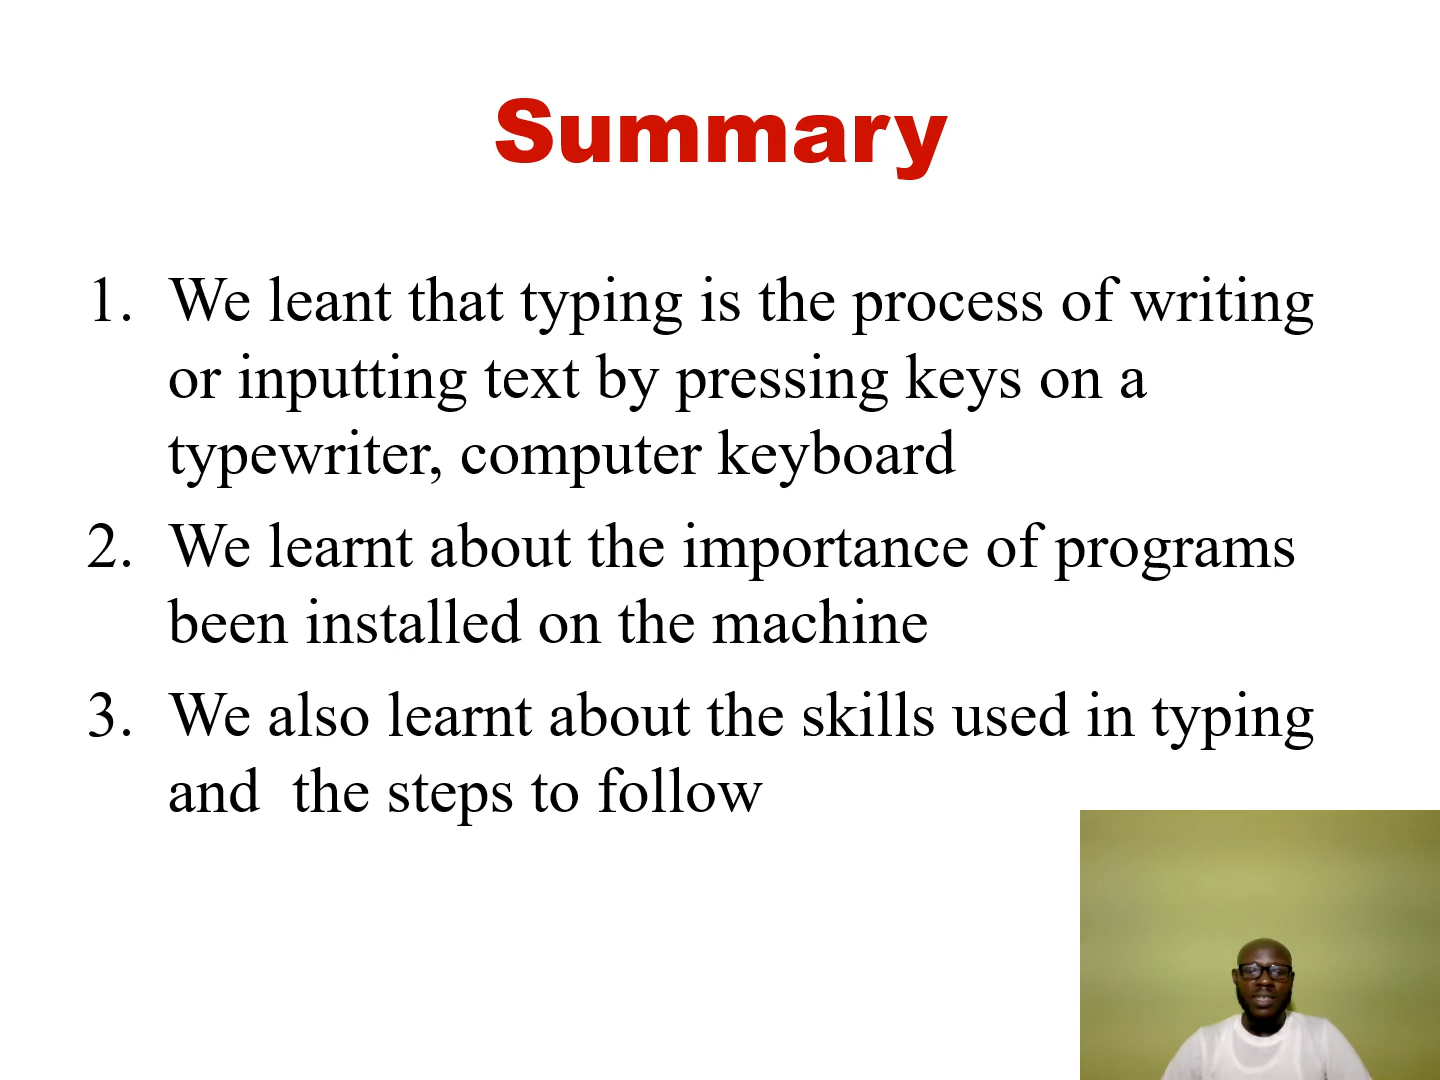 Summary
1. We leant that typing is the process of writing
or inputting text by pressing keys on a
typewriter, computer keyboard
2. We learnt about the importance of programs
been installed on the machine
3. We also learnt about the skills used in typing
and  the steps to follow